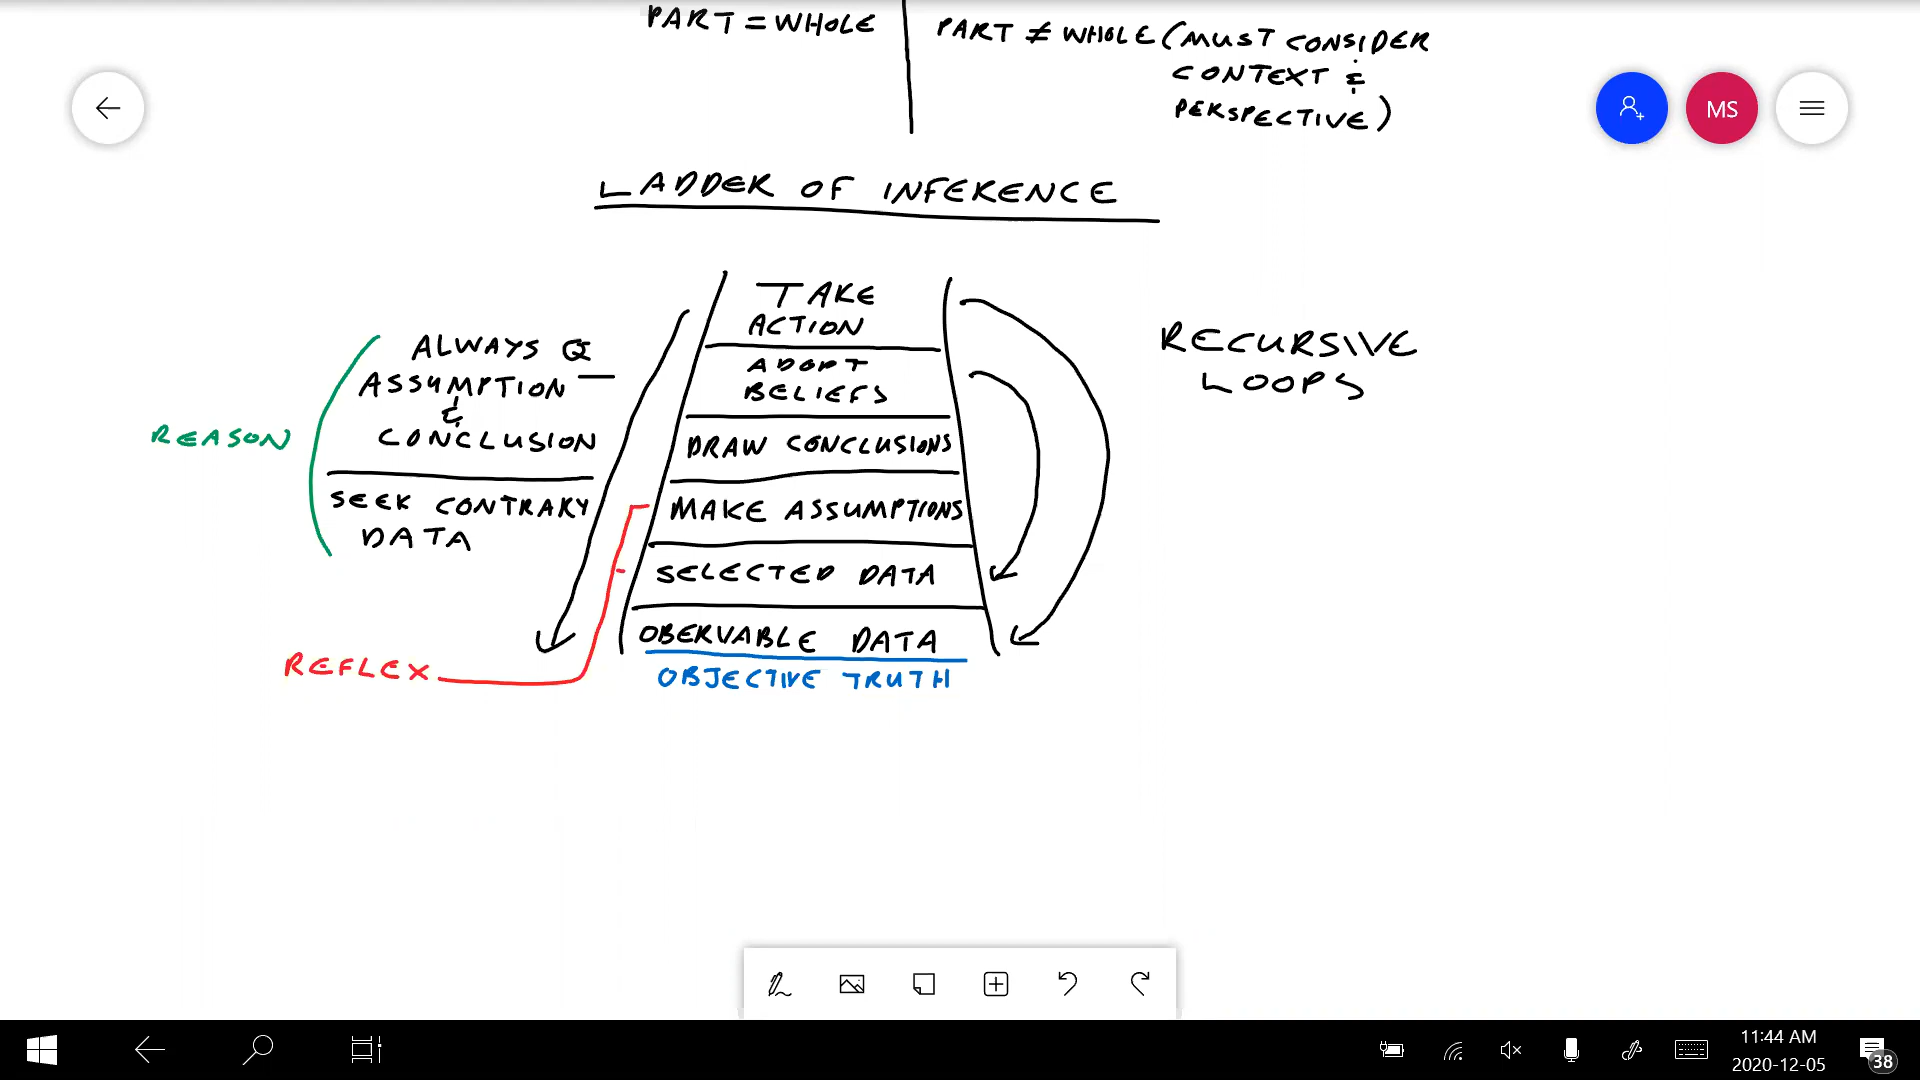 PART = WHOLE
PART ≠ WHOLE (MUST CONSIDER
CONTEXT &
PERSPECTIVE)
MS
LADDER OF INFERENCE
TAKE
ACTION
ADOPT
BELIEFS
DRAW CONCLUSIONS
MAKE ASSUMPTIONS
SELECTED DATA
OBERVABLE DATA
OBJECTIVE TRUTH
ALWAYS Q
ASSUMPTION
&
CONCLUSION
SEEK CONTRARY
DATA
REASON
REFLEX
RECURSIVE
LOOPS
11:44 AM
2020-12-05
38